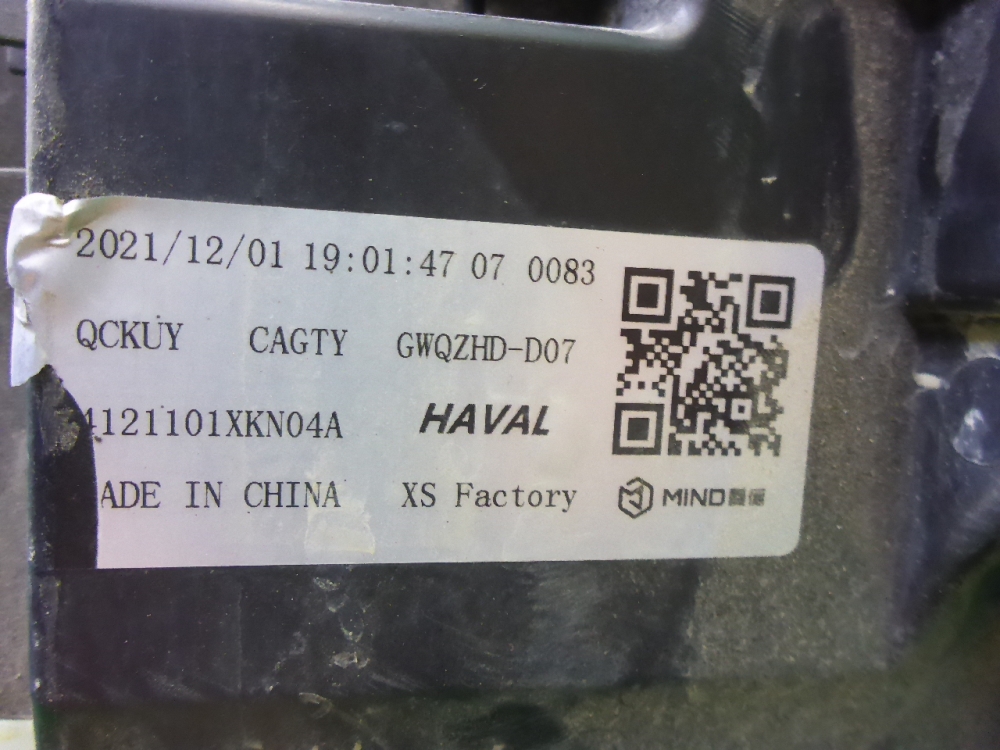 2021/12/01 19:01:47 07 0083
QCKUY CAGTY GWQZHD-D07
4121101XKN04A HAVAL
ADE IN CHINA XS Factory MIND